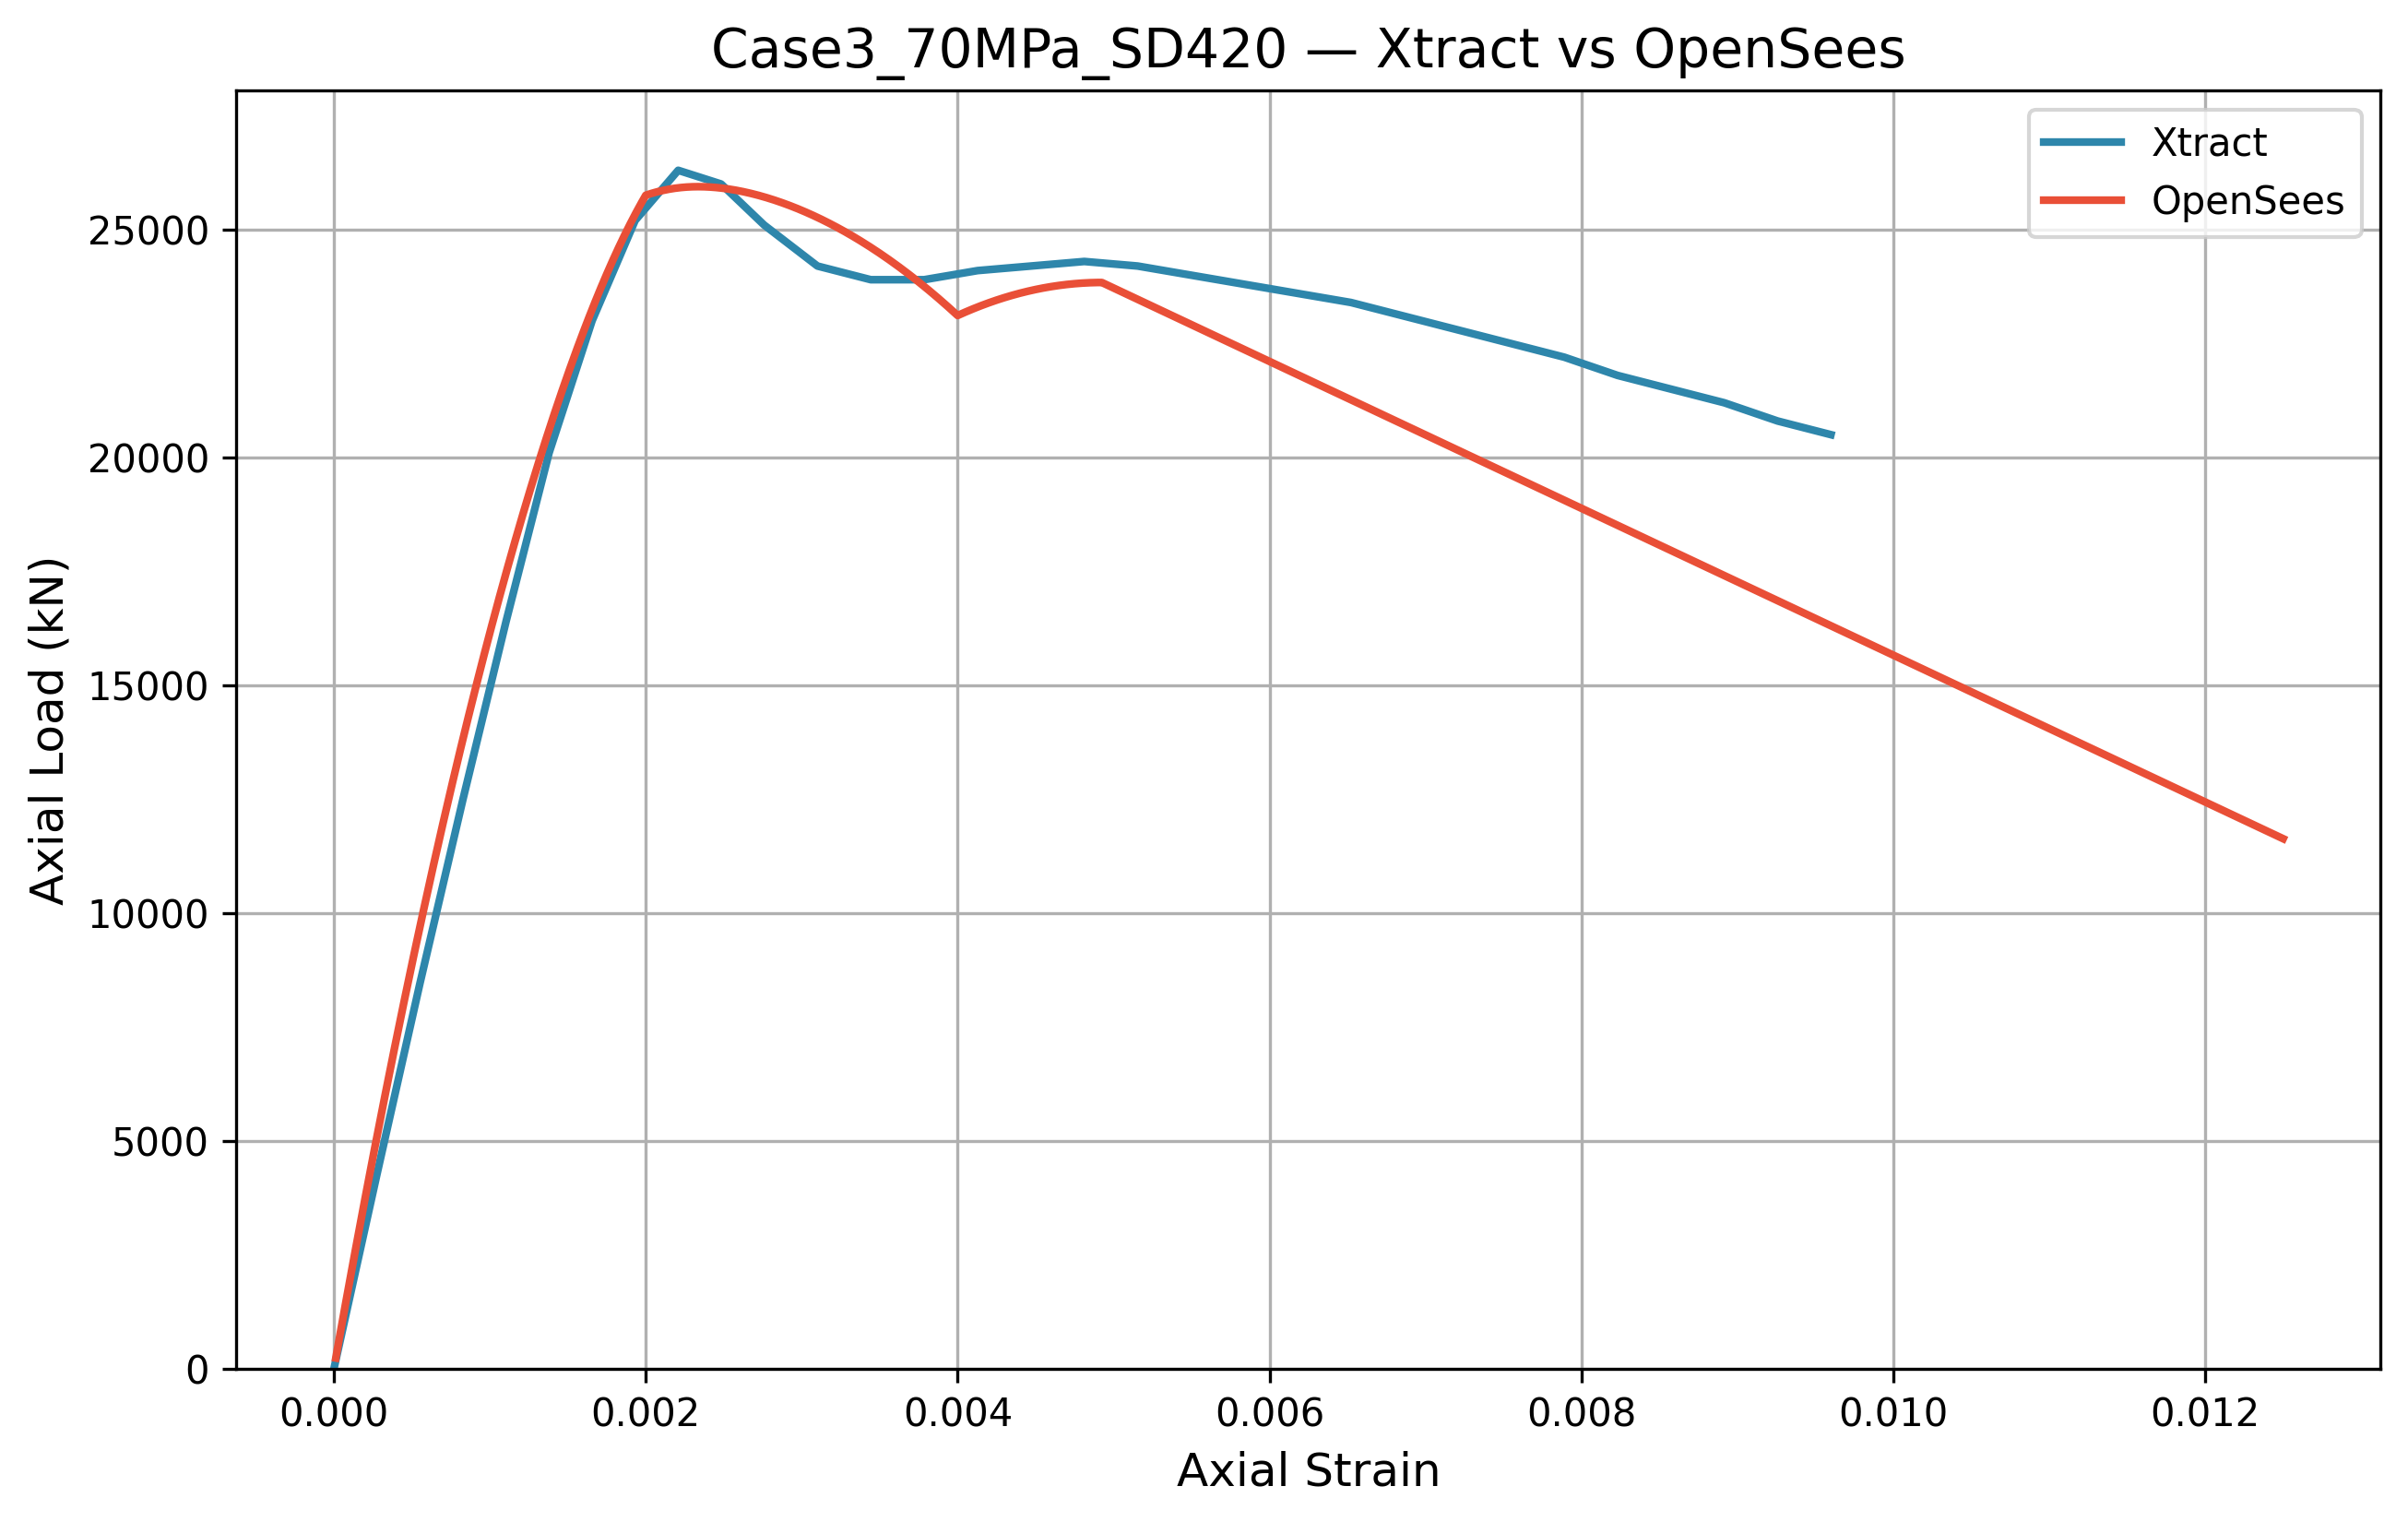 Case3_70MPa_SD420 — Xtract vs OpenSees
Xtract
OpenSees
Axial Load (kN)
25000
20000
15000
10000
5000
0
0.000 0.002 0.004 0.006 0.008 0.010 0.012
Axial Strain